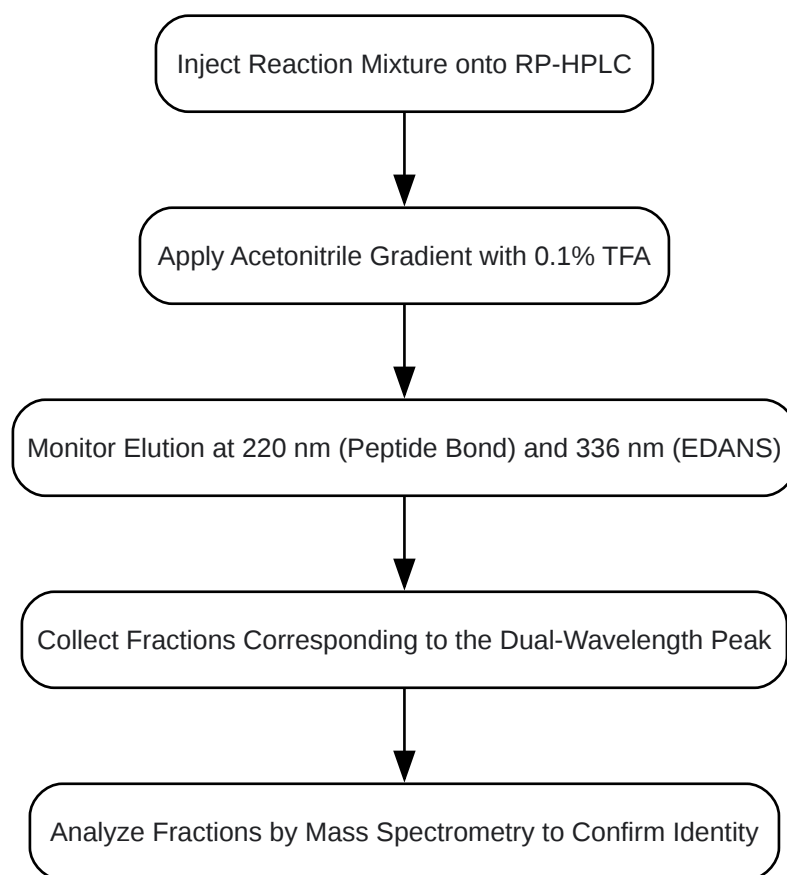 Inject Reaction Mixture onto RP-HPLC
Apply Acetonitrile Gradient with 0.1% TFA
Monitor Elution at 220 nm (Peptide Bond) and 336 nm (EDANS)
Collect Fractions Corresponding to the Dual-Wavelength Peak
Analyze Fractions by Mass Spectrometry to Confirm Identity